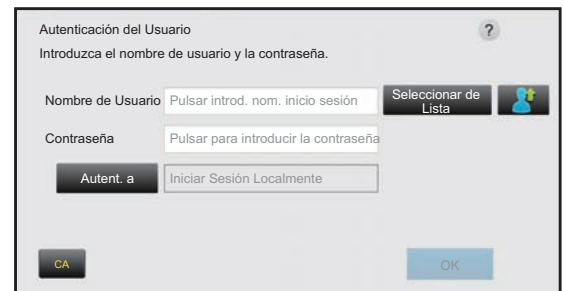 Autenticación del Usuario
?
Introduzca el nombre de usuario y la contraseña.
Nombre de Usuario Pulsar introd. nom. inicio sesión Seleccionar de Lista
Contraseña Pulsar para introducir la contraseña
Autent. a Iniciar Sesión Localmente
CA OK